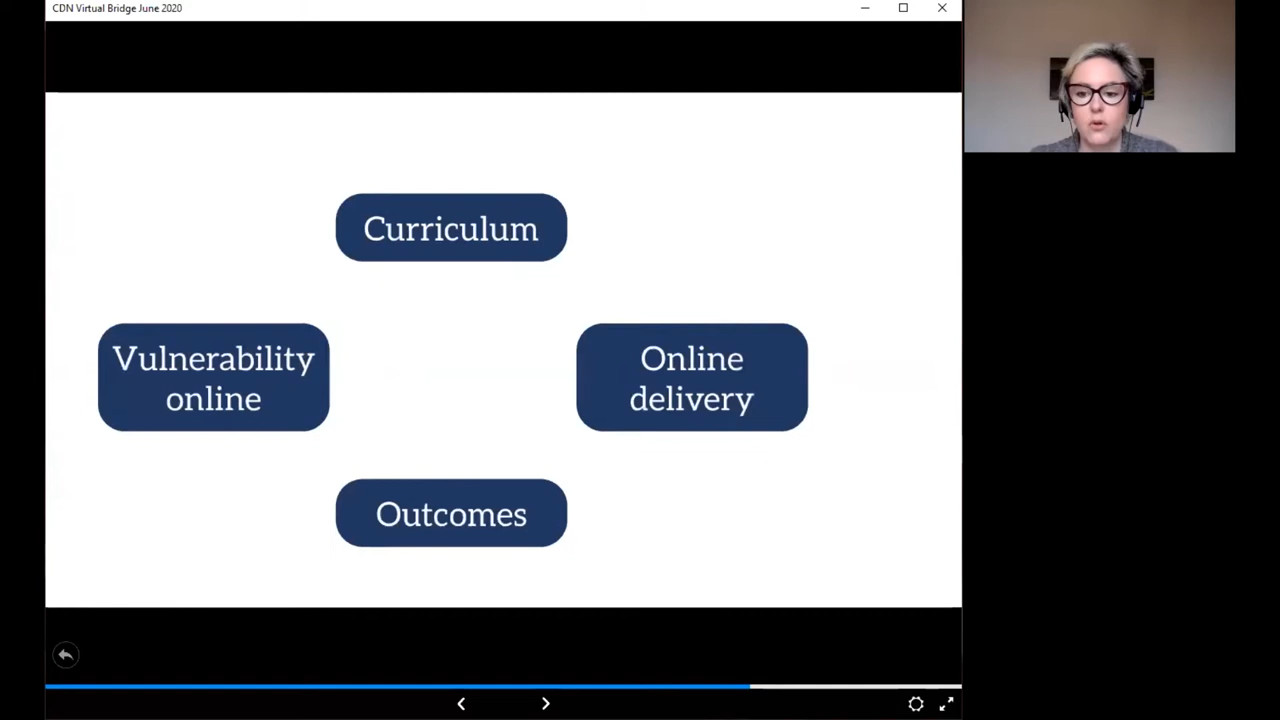 CDN Virtual Bridge June 2020
Curriculum
Vulnerability
online
Online
delivery
Outcomes